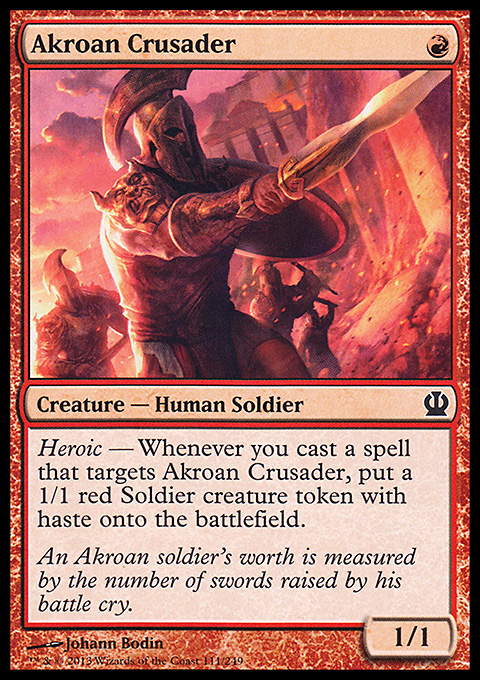 Akroan Crusader
Creature — Human Soldier
Heroic — Whenever you cast a spell
that targets Akroan Crusader, put a
1/1 red Soldier creature token with
haste onto the battlefield.
An Akroan soldier's worth is measured
by the number of swords raised by his
battle cry.
1/1
Johann Bodin
™ & © 2013 Wizards of the Coast 111/249